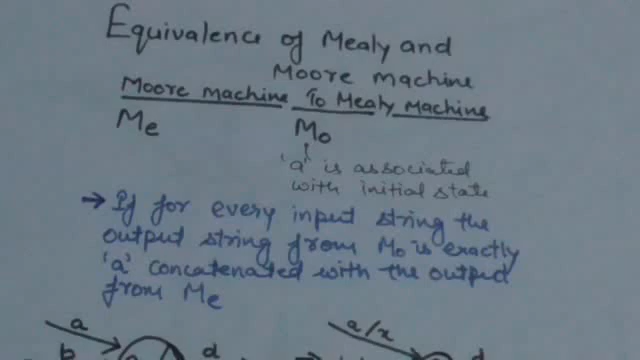 Equivalence of Mealy and
Moore machine
Moore machine To Mealy Machine
Me Mo
'a' is associated
with initial state
→ If for every input string the
output string from Mo is exactly
'a' concatenated with the output
from Me
a a/x
b d d